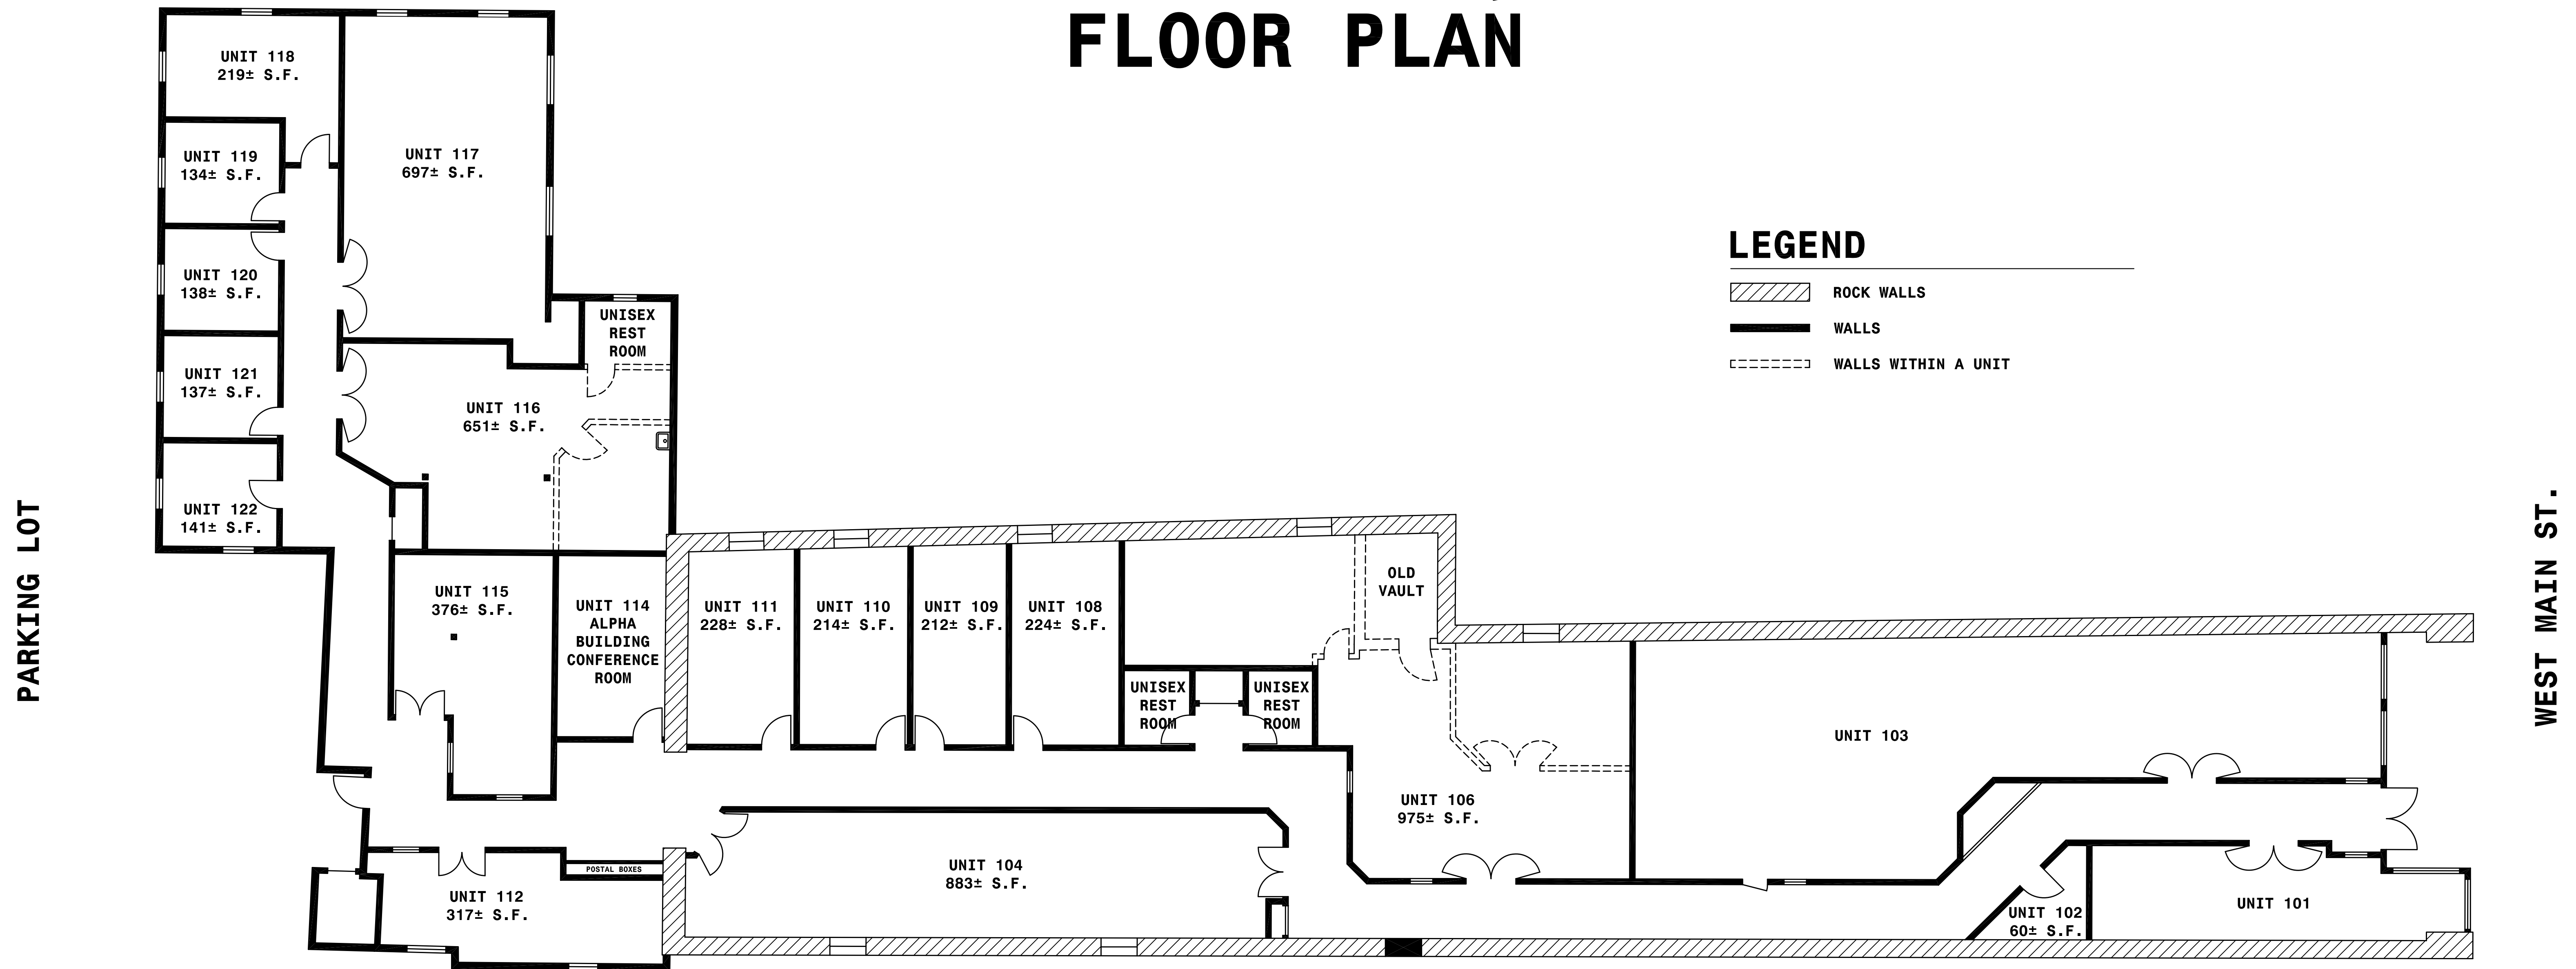 FLOOR PLAN
UNIT 118
219± S.F.
UNIT 119
134± S.F.
UNIT 117
697± S.F.
UNIT 120
138± S.F.
UNISEX
REST
ROOM
UNIT 121
137± S.F.
UNIT 116
651± S.F.
UNIT 122
141± S.F.
LEGEND
ROCK WALLS
WALLS
WALLS WITHIN A UNIT
PARKING LOT
WEST MAIN ST.
UNIT 115
376± S.F.
UNIT 114
ALPHA
BUILDING
CONFERENCE
ROOM
UNIT 111
228± S.F.
UNIT 110
214± S.F.
UNIT 109
212± S.F.
UNIT 108
224± S.F.
OLD
VAULT
UNISEX
REST
ROOM
UNISEX
REST
ROOM
UNIT 103
UNIT 106
975± S.F.
UNIT 104
883± S.F.
POSTAL BOXES
UNIT 112
317± S.F.
UNIT 102
60± S.F.
UNIT 101